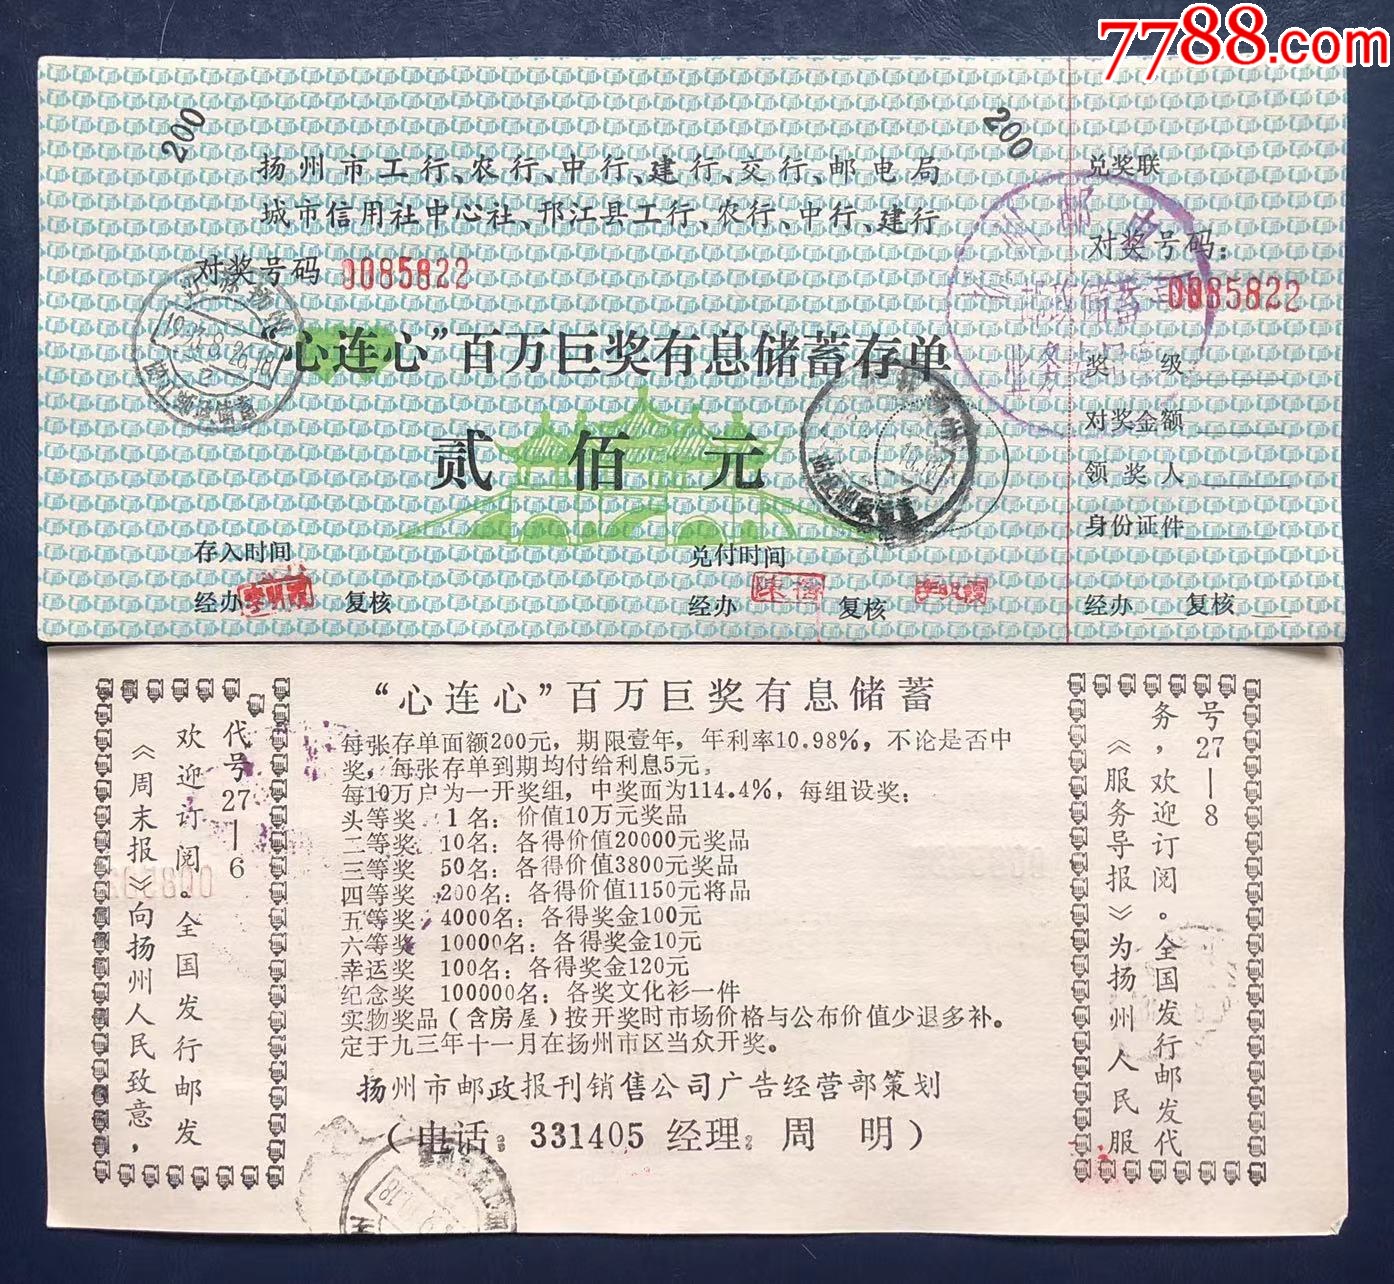 7788.com
200
200
扬州市工行、农行、中行、建行、交行、邮电局
城市信用社中心社、邗江县工行、农行、中行、建行
对奖号码 0085822
“心连心”百万巨奖有息储蓄存单
贰佰元
存入时间
兑付时间
经办 李明霞 复核
经办 复核
兑奖联
对奖号码:
0085822
奖 级
对奖金额
领奖人
身份证件
经办 复核
“心连心”百万巨奖有息储蓄
每张存单面额200元，期限壹年，年利率10.98%，不论是否中
奖，每张存单到期均付给利息5元。
每10万户为一开奖组，中奖面为114.4%，每组设奖：
头等奖 1名：价值10万元奖品
二等奖 10名：各得价值20000元奖品
三等奖 50名：各得价值3800元奖品
四等奖 200名：各得价值1150元将品
五等奖 4000名：各得奖金100元
六等奖 10000名：各得奖金10元
幸运奖 100名：各得奖金120元
纪念奖 100000名：各奖文化衫一件
实物奖品（含房屋）按开奖时市场价格与公布价值少退多补。
定于九三年十一月在扬州市区当众开奖。
扬州市邮政报刊销售公司广告经营部策划
（电话：331405 经理：周 明）
《周末报》向扬州人民致意，
欢迎订阅。全国发行邮发
代号27—6
《服务导报》为扬州人民服
务，欢迎订阅。全国发行邮发代
号27—8